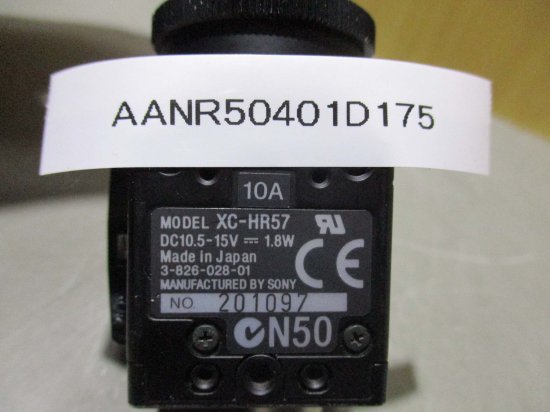 AANR50401D175
10A
MODEL XC-HR57
DC10.5-15V ⎓ 1.8W
Made in Japan
3-826-028-01
MANUFACTURED BY SONY
CE
NO. 201097
N50